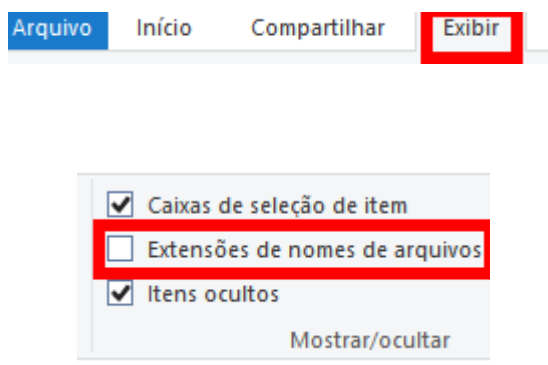 Arquivo Início Compartilhar Exibir
Caixas de seleção de item
Extensões de nomes de arquivos
Itens ocultos
Mostrar/ocultar